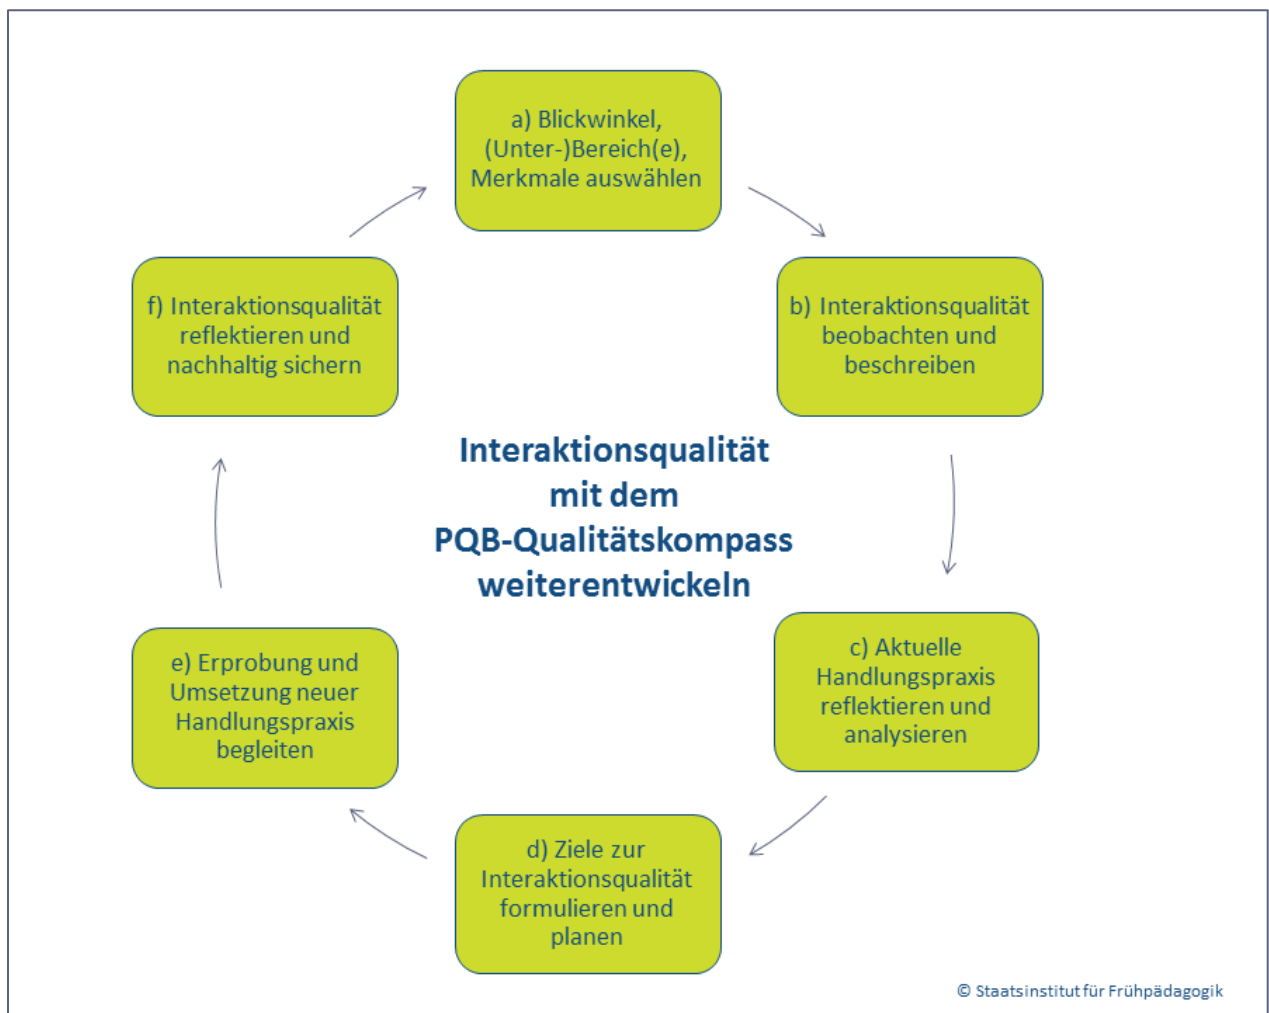 a) Blickwinkel,
(Unter-)Bereich(e),
Merkmale auswählen
b) Interaktionsqualität
beobachten und
beschreiben
c) Aktuelle
Handlungspraxis
reflektieren und
analysieren
d) Ziele zur
Interaktionsqualität
formulieren und
planen
e) Erprobung und
Umsetzung neuer
Handlungspraxis
begleiten
f) Interaktionsqualität
reflektieren und
nachhaltig sichern
Interaktionsqualität
mit dem
PQB-Qualitätskompass
weiterentwickeln
© Staatsinstitut für Frühpädagogik